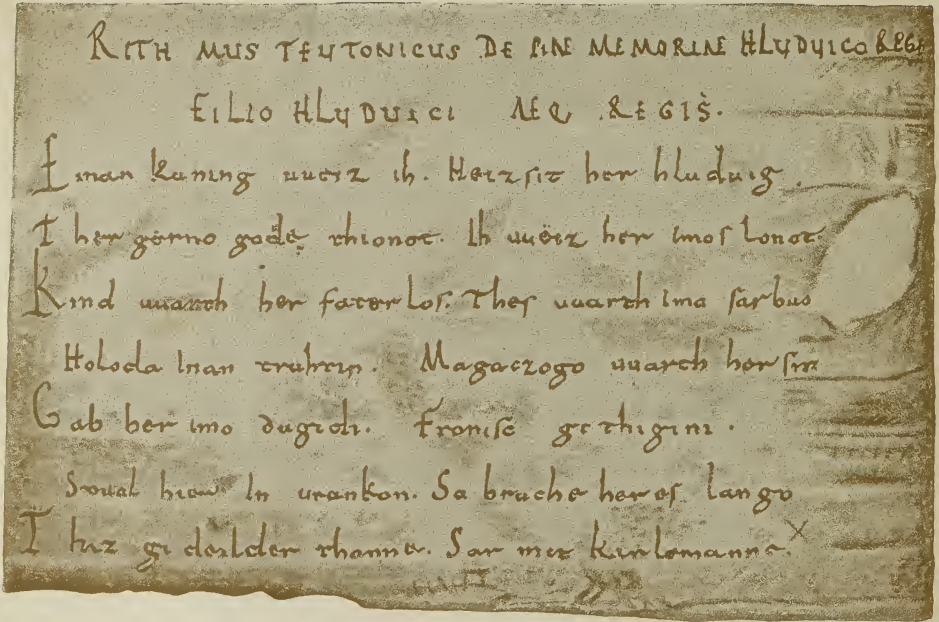 RITHMUS TEUTONICUS DE PIAE MEMORIAE HLUDUICO REGE
FILIO HLUDUICI AEQ REGIS.
Einan kuning uueiz ih. Heizsit her hluduig
Ther gerno gode thionot. Ih uueiz her imos lonot.
Kind uuarth her faterlos. Thes uuarth imo sar buoz
Holoda inan truhtin. Magaczogo uuarth her sin
Gab her imo dugidi. Fronisc githigini.
Stual hier in urankon. So bruche her es lango
Thaz gideilder thanne. Sar mit karlemanne.